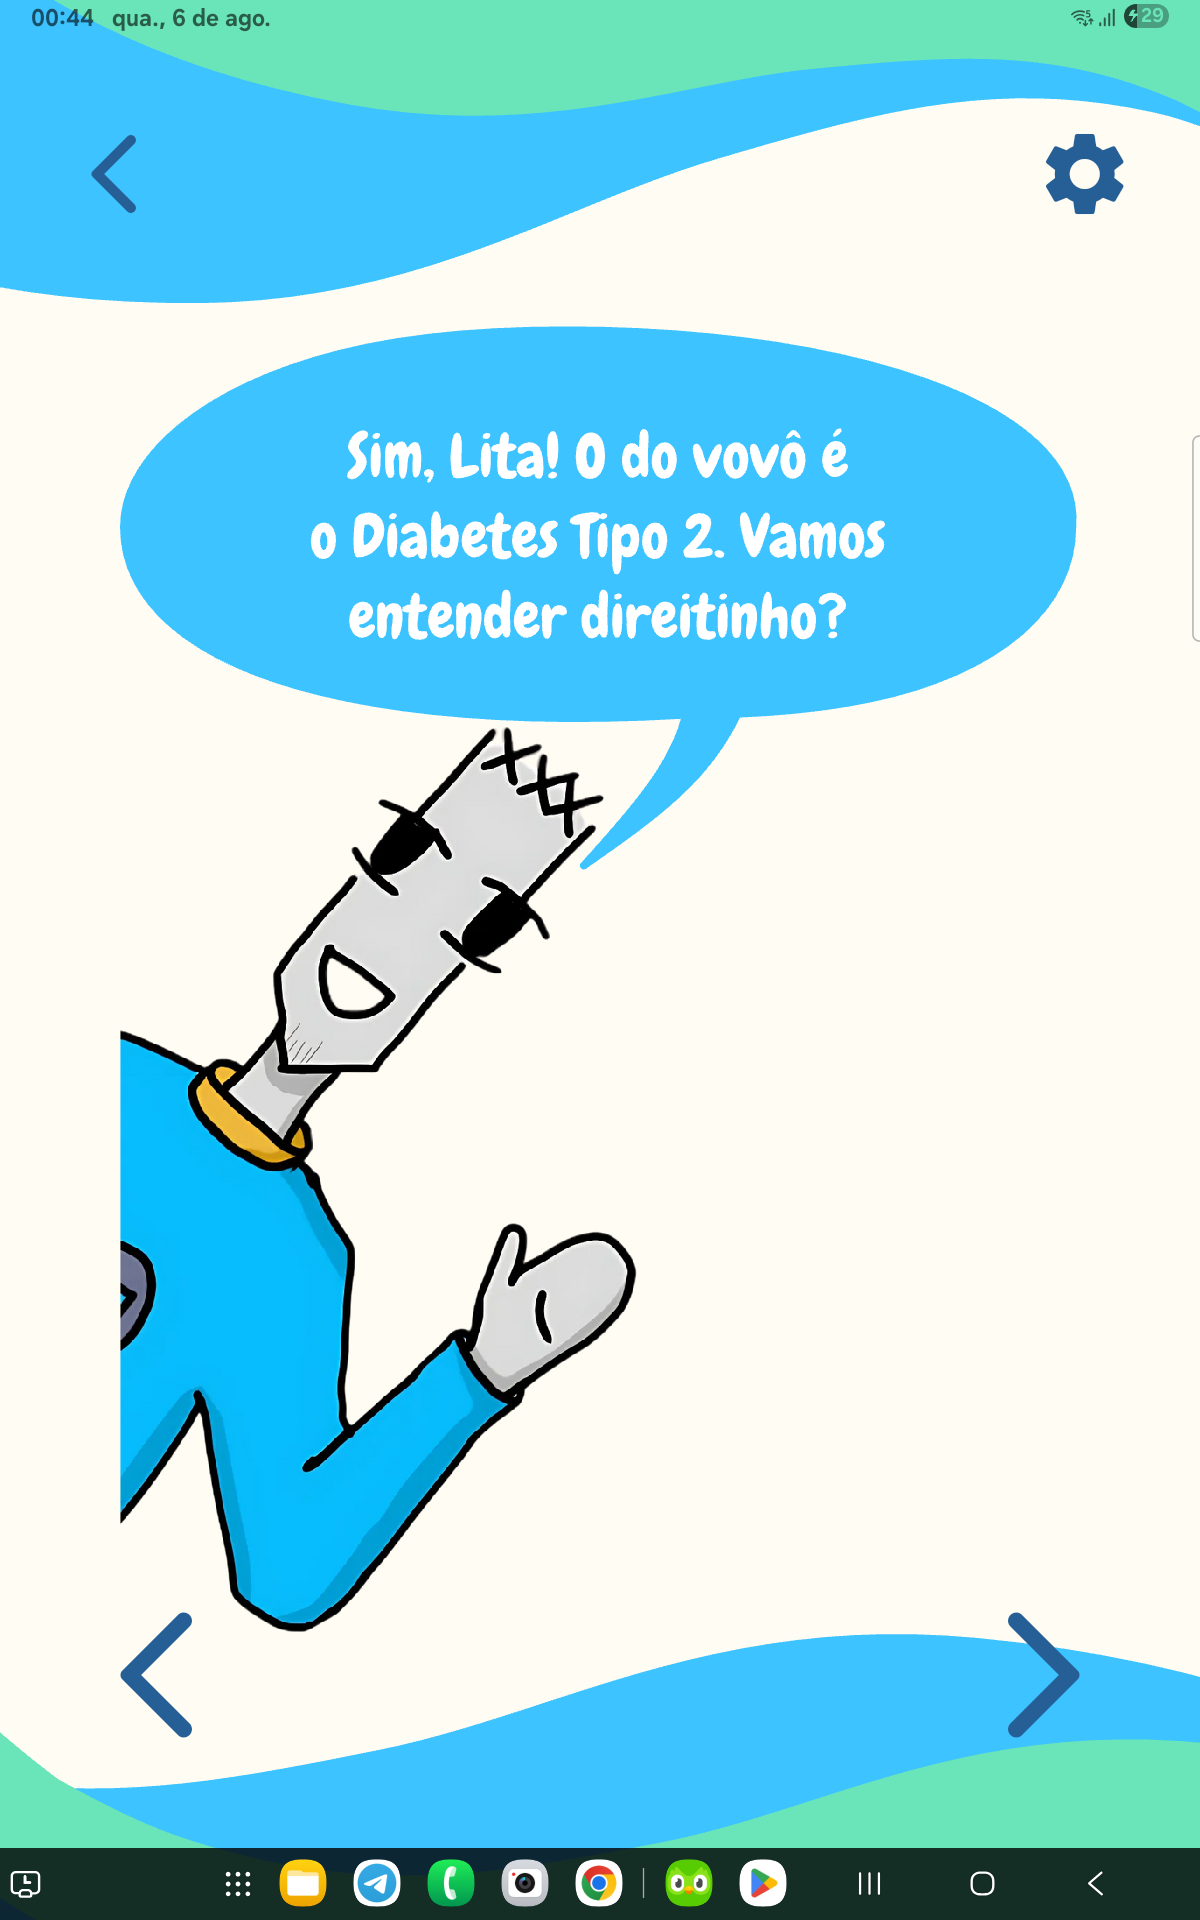 00:44 qua., 6 de ago.
29
Sim, Lita! O do vovô é
o Diabetes Tipo 2. Vamos
entender direitinho?